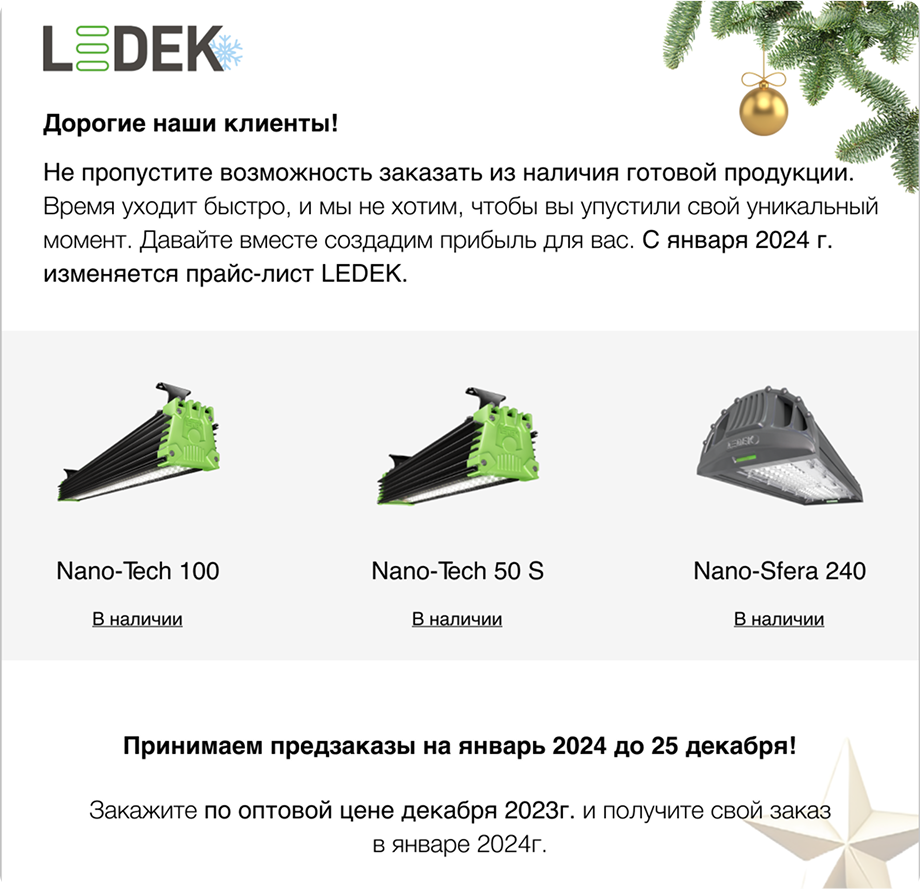 LEDEK
Дорогие наши клиенты!
Не пропустите возможность заказать из наличия готовой продукции.
Время уходит быстро, и мы не хотим, чтобы вы упустили свой уникальный
момент. Давайте вместе создадим прибыль для вас. С января 2024 г.
изменяется прайс-лист LEDEK.
LEDEK
Nano-Tech 100
Nano-Tech 50 S
Nano-Sfera 240
В наличии
В наличии
В наличии
Принимаем предзаказы на январь 2024 до 25 декабря!
Закажите по оптовой цене декабря 2023г. и получите свой заказ
в январе 2024г.